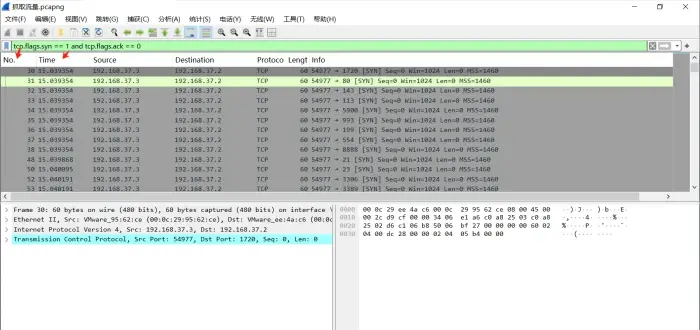 抓取流量.pcapng
文件(F) 编辑(E) 视图(V) 跳转(G) 捕获(C) 分析(A) 统计(S) 电话(Y) 无线(W) 工具(T) 帮助(H)
tcp.flags.syn == 1 and tcp.flags.ack == 0
No. Time Source Destination Protoco Lengt Info
30 15.039354 192.168.37.3 192.168.37.2 TCP 60 54977 → 1720 [SYN] Seq=0 Win=1024 Len=0 MSS=1460
31 15.039354 192.168.37.3 192.168.37.2 TCP 60 54977 → 80 [SYN] Seq=0 Win=1024 Len=0 MSS=1460
32 15.039354 192.168.37.3 192.168.37.2 TCP 60 54977 → 143 [SYN] Seq=0 Win=1024 Len=0 MSS=1460
33 15.039354 192.168.37.3 192.168.37.2 TCP 60 54977 → 113 [SYN] Seq=0 Win=1024 Len=0 MSS=1460
34 15.039354 192.168.37.3 192.168.37.2 TCP 60 54977 → 5900 [SYN] Seq=0 Win=1024 Len=0 MSS=1460
35 15.039354 192.168.37.3 192.168.37.2 TCP 60 54977 → 993 [SYN] Seq=0 Win=1024 Len=0 MSS=1460
36 15.039354 192.168.37.3 192.168.37.2 TCP 60 54977 → 199 [SYN] Seq=0 Win=1024 Len=0 MSS=1460
37 15.039354 192.168.37.3 192.168.37.2 TCP 60 54977 → 554 [SYN] Seq=0 Win=1024 Len=0 MSS=1460
38 15.039354 192.168.37.3 192.168.37.2 TCP 60 54977 → 8888 [SYN] Seq=0 Win=1024 Len=0 MSS=1460
48 15.039868 192.168.37.3 192.168.37.2 TCP 60 54977 → 21 [SYN] Seq=0 Win=1024 Len=0 MSS=1460
50 15.040095 192.168.37.3 192.168.37.2 TCP 60 54977 → 23 [SYN] Seq=0 Win=1024 Len=0 MSS=1460
52 15.040191 192.168.37.3 192.168.37.2 TCP 60 54977 → 3306 [SYN] Seq=0 Win=1024 Len=0 MSS=1460
53 15.040191 192.168.37.3 192.168.37.2 TCP 60 54977 → 3389 [SYN] Seq=0 Win=1024 Len=0 MSS=1460
Frame 30: 60 bytes on wire (480 bits), 60 bytes captured (480 bits) on interface
Ethernet II, Src: VMware_95:62:ce (00:0c:29:95:62:ce), Dst: VMware_ee:4a:c6 (00:0c
Internet Protocol Version 4, Src: 192.168.37.3, Dst: 192.168.37.2
Transmission Control Protocol, Src Port: 54977, Dst Port: 1720, Seq: 0, Len: 0
0000 00 0c 29 ee 4a c6 00 0c 29 95 62 ce 08 00 45 00 ··)·J···)·b···E·
0010 00 2c d9 cf 00 00 34 06 e1 a6 c0 a8 25 03 c0 a8 ·,····4·····%···
0020 25 02 d6 c1 06 b8 50 06 bf 27 00 00 00 00 60 02 %·····P··'····`·
0030 04 00 dc 28 00 00 02 04 05 b4 00 00 ···(········